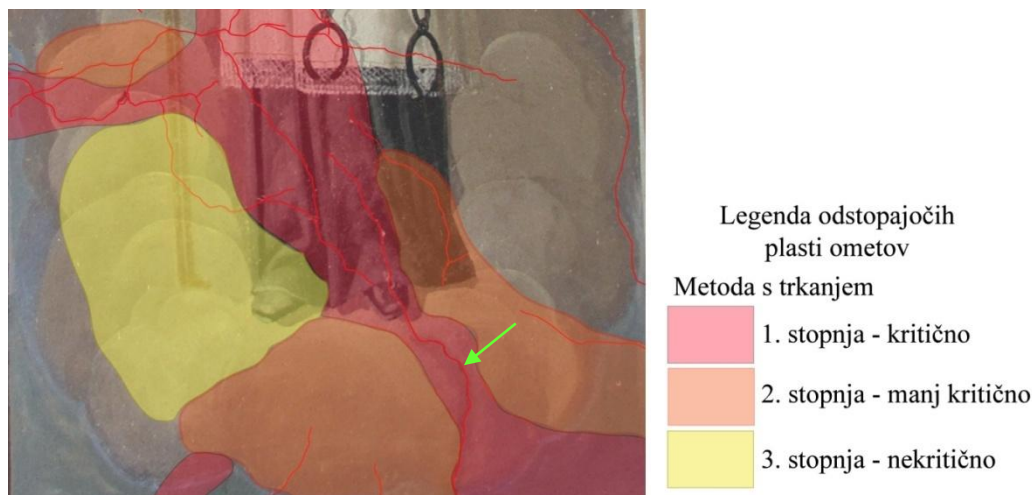 Legenda odstopajočih
plasti ometov
Metoda s trkanjem
1. stopnja - kritično
2. stopnja - manj kritično
3. stopnja - nekritično